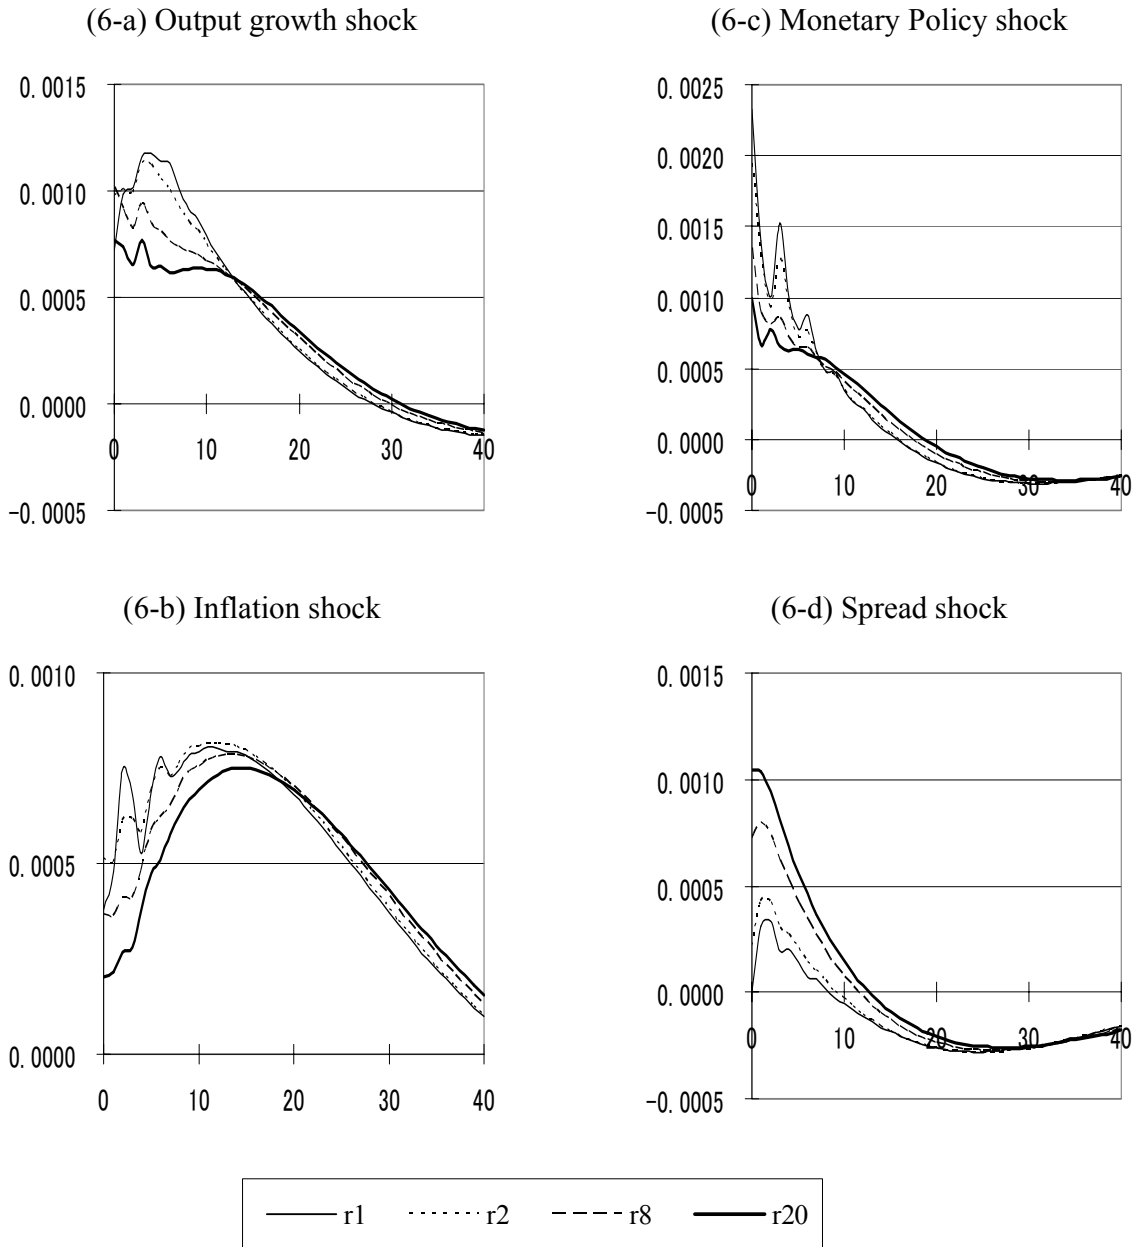 (6-a) Output growth shock
0.0015
0.0010
0.0005
0.0000
-0.0005
0 10 20 30 40
(6-c) Monetary Policy shock
0.0025
0.0020
0.0015
0.0010
0.0005
0.0000
-0.0005
0 10 20 30 40
(6-b) Inflation shock
0.0010
0.0005
0.0000
0 10 20 30 40
(6-d) Spread shock
0.0015
0.0010
0.0005
0.0000
-0.0005
0 10 20 30 40
r1 r2 r8 r20